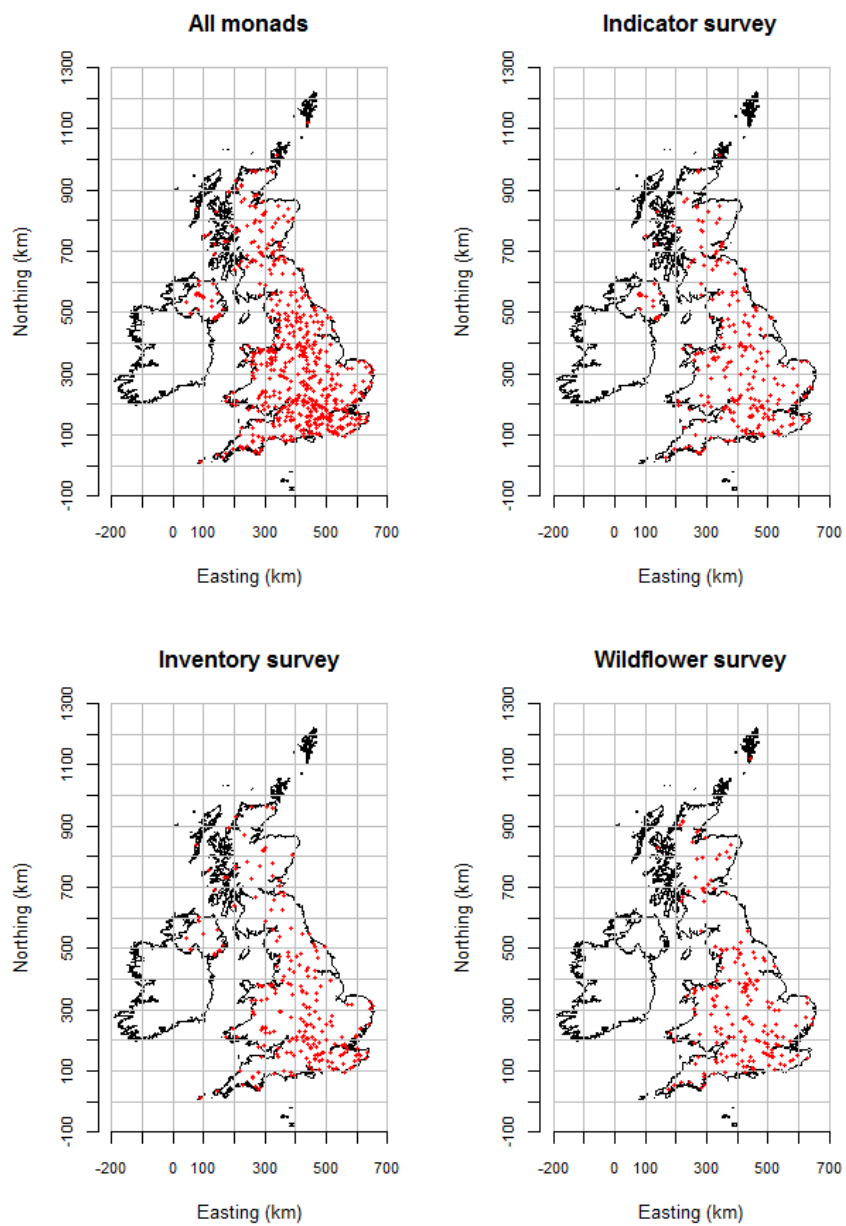 All monads
Indicator survey
1300
1100
900
700
500
300
100
-100
Northing (km)
-200 0 100 300 500 700
Easting (km)
1300
1100
900
700
500
300
100
-100
Northing (km)
-200 0 100 300 500 700
Easting (km)
Inventory survey
Wildflower survey
1300
1100
900
700
500
300
100
-100
Northing (km)
-200 0 100 300 500 700
Easting (km)
1300
1100
900
700
500
300
100
-100
Northing (km)
-200 0 100 300 500 700
Easting (km)